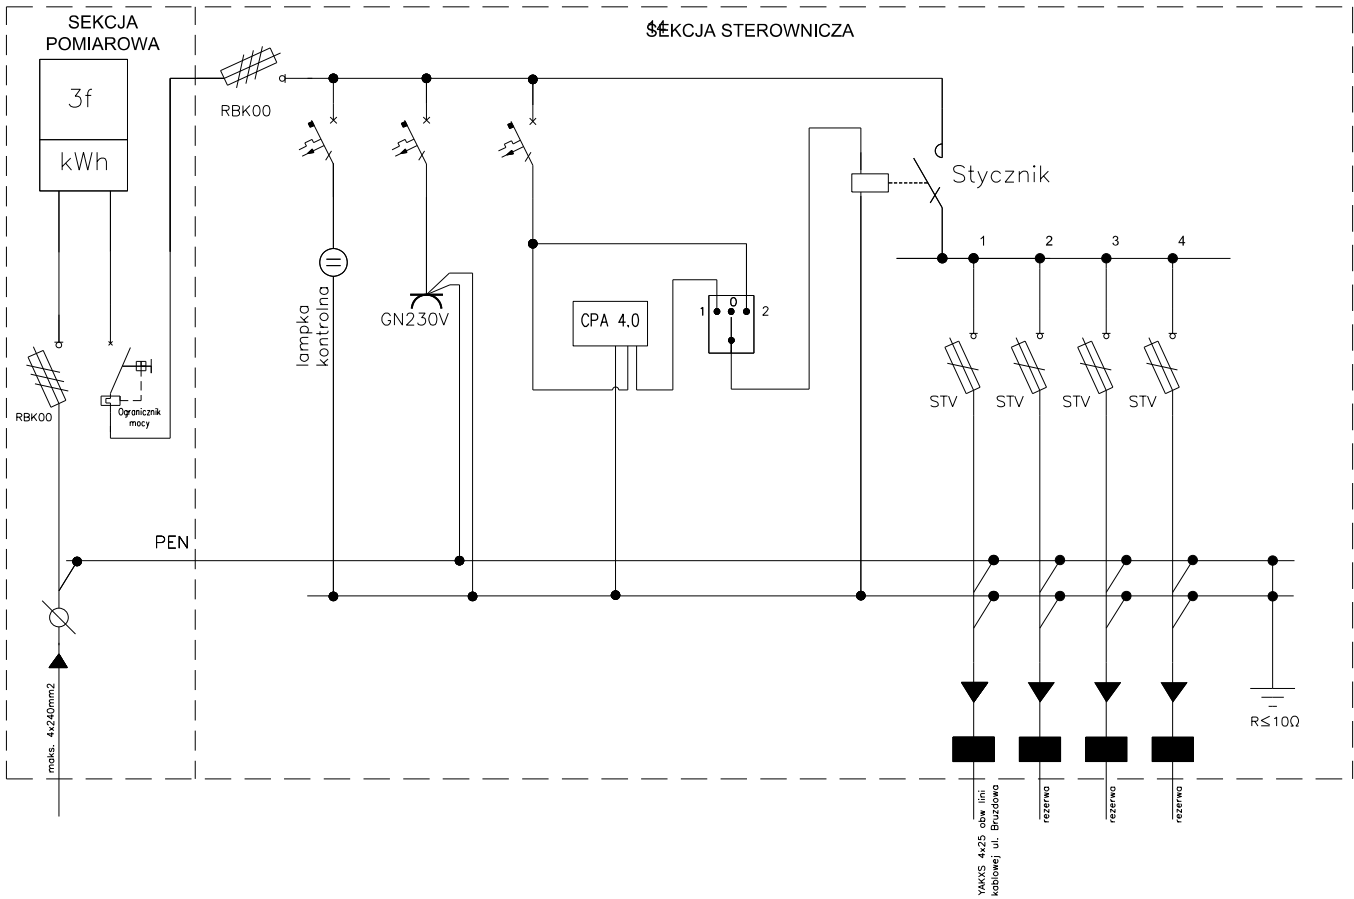 SEKCJA
POMIAROWA
SEKCJA STEROWNICZA
14
3f
kWh
RBK00
Stycznik
1
2
3
4
lampka
kontrolna
GN230V
CPA 4.0
1
0
2
RBK00
Ogranicznik
mocy
STV
STV
STV
STV
PEN
maks. 4x240mm2
R≤10Ω
YAKXS 4x25 obw lini
kablowej ul. Bruzdowa
rezerwa
rezerwa
rezerwa